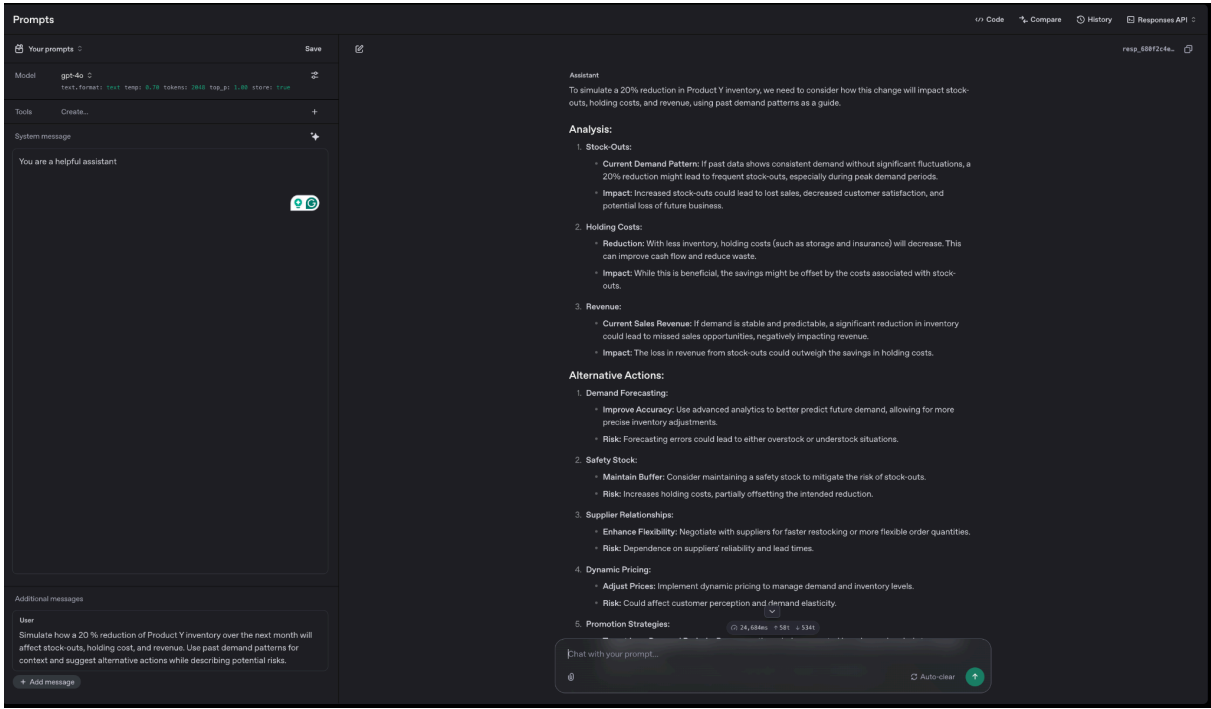 Prompts
Code
Compare
History
Responses API
Your prompts
Save
resp_680f2c4e…
Model
gpt-4o
text.format: text temp: 0.70 tokens: 2048 top_p: 1.00 store: true
Tools
Create...
System message
You are a helpful assistant
Assistant
To simulate a 20% reduction in Product Y inventory, we need to consider how this change will impact stock-
outs, holding costs, and revenue, using past demand patterns as a guide.
Analysis:
1. Stock-Outs:
Current Demand Pattern: If past data shows consistent demand without significant fluctuations, a
20% reduction might lead to frequent stock-outs, especially during peak demand periods.
Impact: Increased stock-outs could lead to lost sales, decreased customer satisfaction, and
potential loss of future business.
2. Holding Costs:
Reduction: With less inventory, holding costs (such as storage and insurance) will decrease. This
can improve cash flow and reduce waste.
Impact: While this is beneficial, the savings might be offset by the costs associated with stock-
outs.
3. Revenue:
Current Sales Revenue: If demand is stable and predictable, a significant reduction in inventory
could lead to missed sales opportunities, negatively impacting revenue.
Impact: The loss in revenue from stock-outs could outweigh the savings in holding costs.
Alternative Actions:
1. Demand Forecasting:
Improve Accuracy: Use advanced analytics to better predict future demand, allowing for more
precise inventory adjustments.
Risk: Forecasting errors could lead to either overstock or understock situations.
2. Safety Stock:
Maintain Buffer: Consider maintaining a safety stock to mitigate the risk of stock-outs.
Risk: Increases holding costs, partially offsetting the intended reduction.
3. Supplier Relationships:
Enhance Flexibility: Negotiate with suppliers for faster restocking or more flexible order quantities.
Risk: Dependence on suppliers' reliability and lead times.
4. Dynamic Pricing:
Adjust Prices: Implement dynamic pricing to manage demand and inventory levels.
Risk: Could affect customer perception and demand elasticity.
5. Promotion Strategies:
24,684ms ↑58t ↓534t
Chat with your prompt...
Auto-clear
Additional messages
User
Simulate how a 20 % reduction of Product Y inventory over the next month will
affect stock-outs, holding cost, and revenue. Use past demand patterns for
context and suggest alternative actions while describing potential risks.
+ Add message